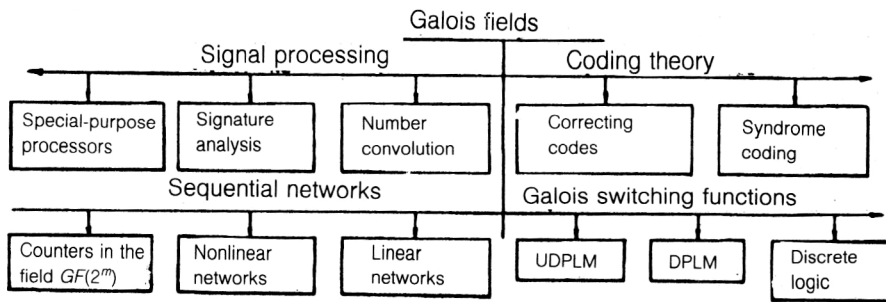 Galois fields
Signal processing
Coding theory
Special-purpose
processors
Signature
analysis
Number
convolution
Correcting
codes
Syndrome
coding
Sequential networks
Galois switching functions
Counters in the
field GF(2^m)
Nonlinear
networks
Linear
networks
UDPLM
DPLM
Discrete
logic